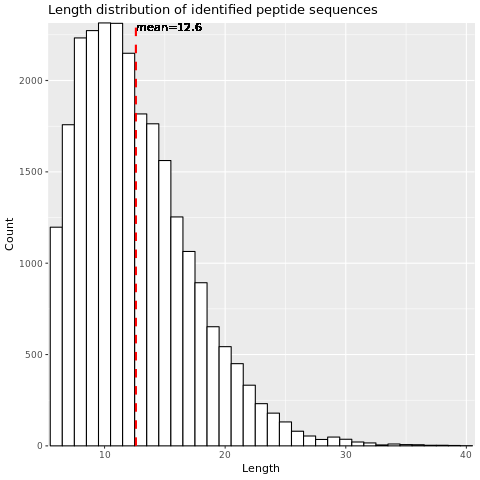 Length distribution of identified peptide sequences
mean=12.6
2000
1500
1000
500
0
Count
10
20
30
40
Length